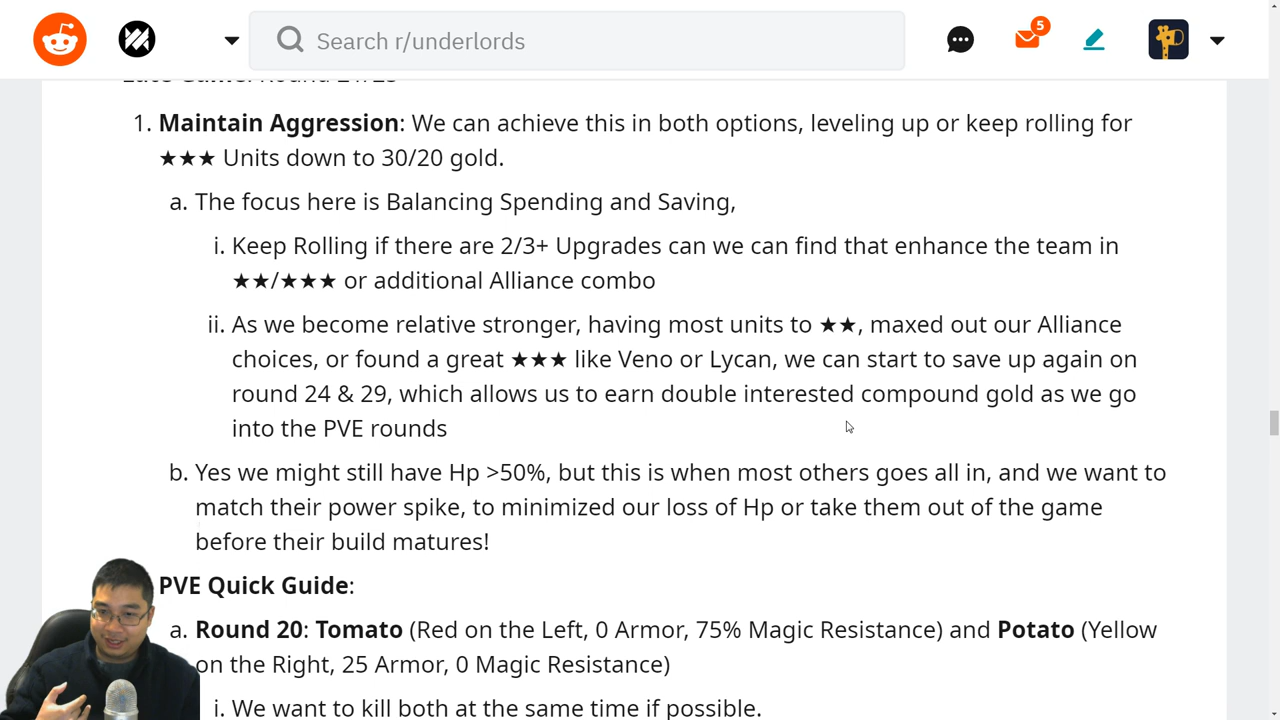 Search r/underlords
5
1. Maintain Aggression: We can achieve this in both options, leveling up or keep rolling for
★★★ Units down to 30/20 gold.
a. The focus here is Balancing Spending and Saving,
i. Keep Rolling if there are 2/3+ Upgrades can we can find that enhance the team in
★★/★★★ or additional Alliance combo
ii. As we become relative stronger, having most units to ★★, maxed out our Alliance
choices, or found a great ★★★ like Veno or Lycan, we can start to save up again on
round 24 & 29, which allows us to earn double interested compound gold as we go
into the PVE rounds
b. Yes we might still have Hp >50%, but this is when most others goes all in, and we want to
match their power spike, to minimized our loss of Hp or take them out of the game
before their build matures!
PVE Quick Guide:
a. Round 20: Tomato (Red on the Left, 0 Armor, 75% Magic Resistance) and Potato (Yellow
on the Right, 25 Armor, 0 Magic Resistance)
i. We want to kill both at the same time if possible.